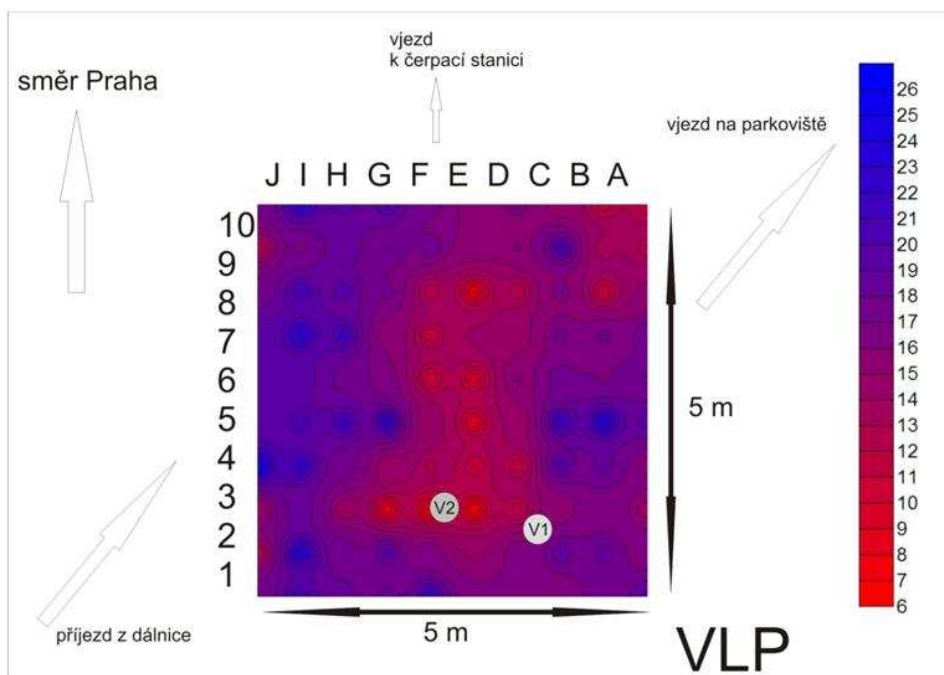 vjezd
k čerpací stanici
směr Praha
vjezd na parkoviště
J I H G F E D C B A
10
9
8
7
6
5
4
3
2
1
V2
V1
5 m
5 m
příjezd z dálnice
VLP
26
25
24
22
21
20
19
18
17
16
15
14
13
12
11
10
9
8
7
6